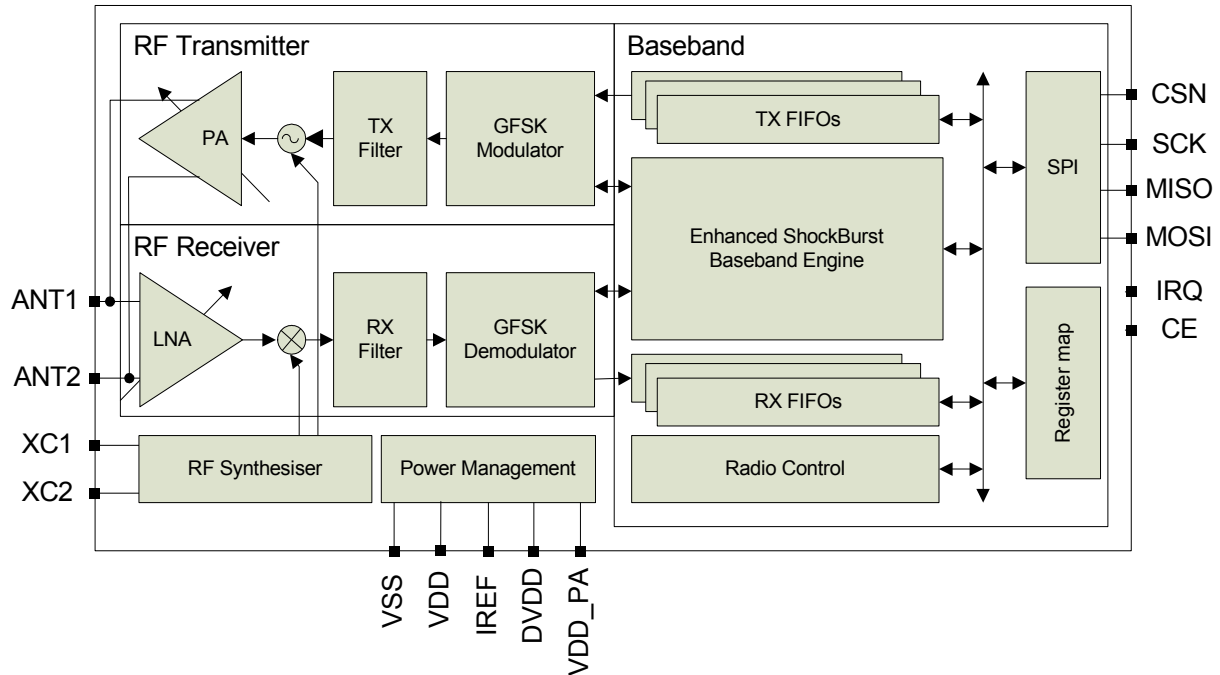 RF Transmitter
Baseband
PA
TX
Filter
GFSK
Modulator
TX FIFOs
SPI
CSN
SCK
MISO
MOSI
IRQ
CE
RF Receiver
Enhanced ShockBurst
Baseband Engine
ANT1
ANT2
LNA
RX
Filter
GFSK
Demodulator
RX FIFOs
Register map
XC1
XC2
RF Synthesiser
Power Management
Radio Control
VSS
VDD
IREF
DVDD
VDD_PA